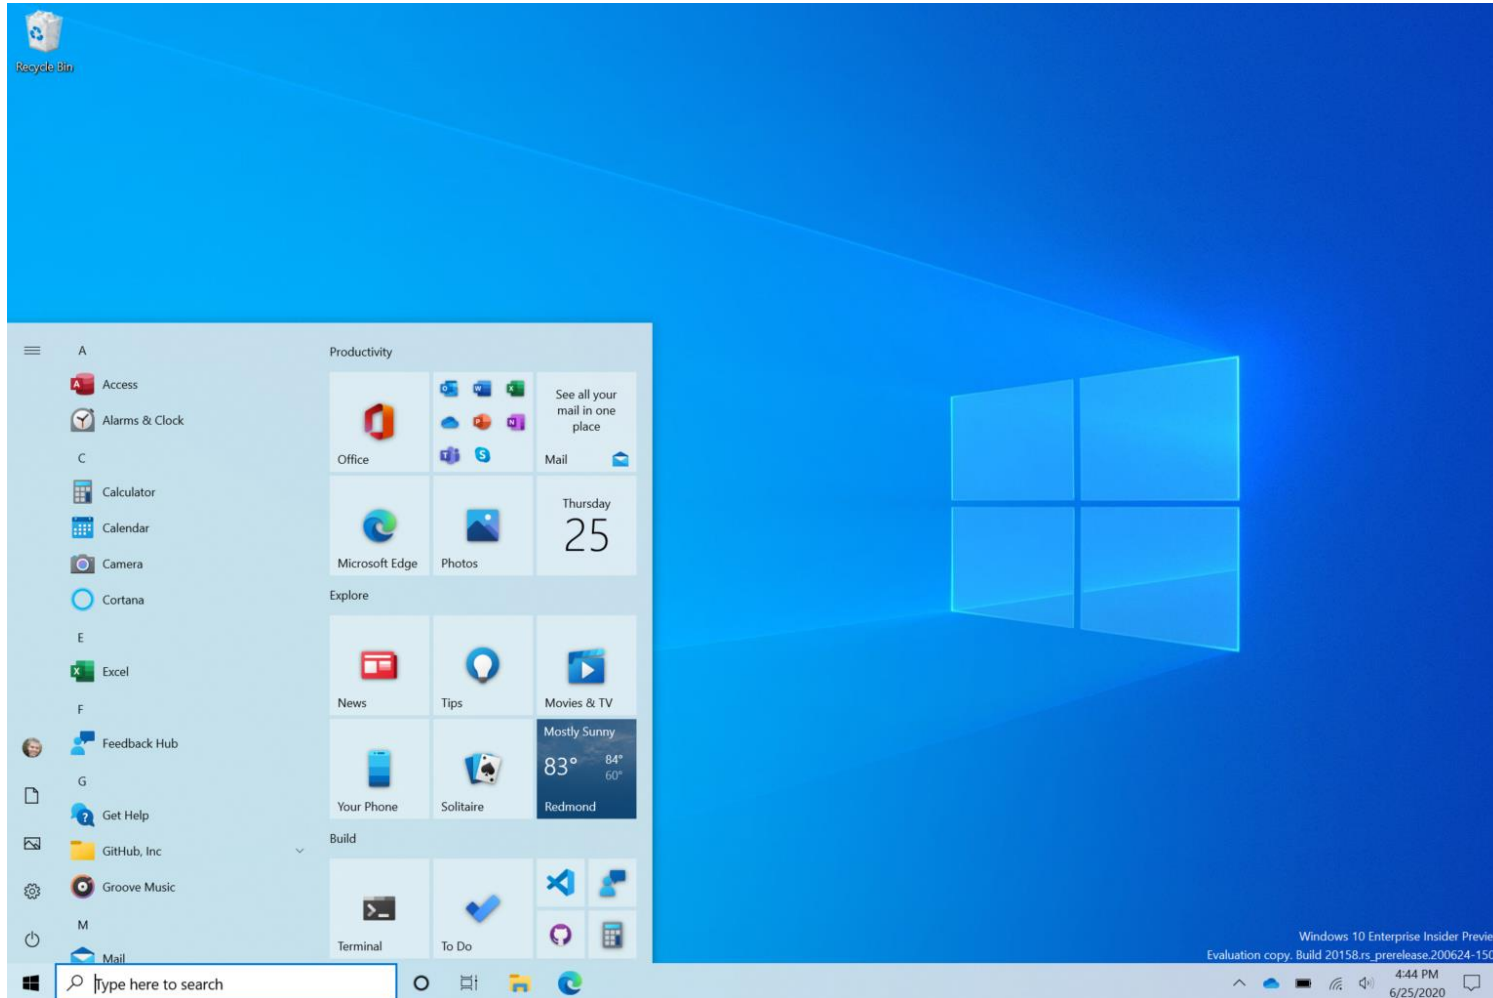 Recycle Bin
A
Access
Alarms & Clock
C
Calculator
Calendar
Camera
Cortana
E
Excel
F
Feedback Hub
G
Get Help
GitHub, Inc
Groove Music
M
Mail
Productivity
Office
See all your
mail in one
place
Mail
Microsoft Edge
Photos
Thursday
25
Explore
News
Tips
Movies & TV
Your Phone
Solitaire
Mostly Sunny
83°
84°
60°
Redmond
Build
Terminal
To Do
Windows 10 Enterprise Insider Previe
Evaluation copy. Build 20158.rs_prerelease.200624-150
Type here to search
4:44 PM
6/25/2020